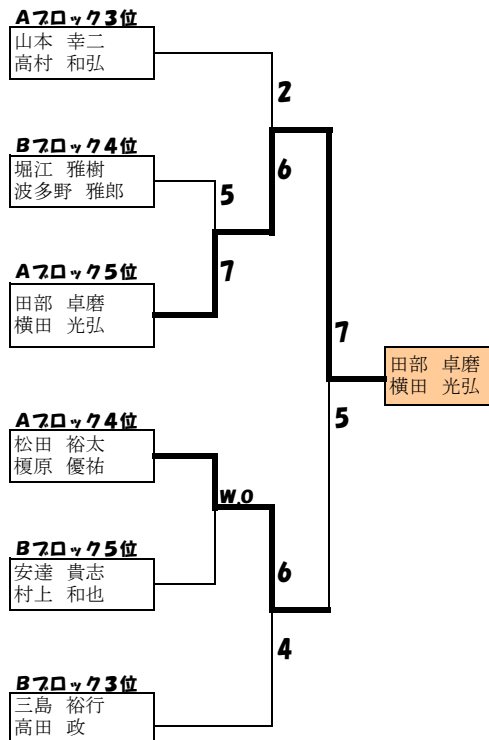 Aブロック3位
山本 幸二
高村 和弘
2
Bブロック4位
堀江 雅樹
波多野 雅郎
5
6
Aブロック5位
7
田部 卓磨
横田 光弘
7
田部 卓磨
横田 光弘
5
Aブロック4位
松田 裕太
榎原 優祐
W.O
Bブロック5位
安達 貴志
村上 和也
6
4
Bブロック3位
三島 裕行
高田 政